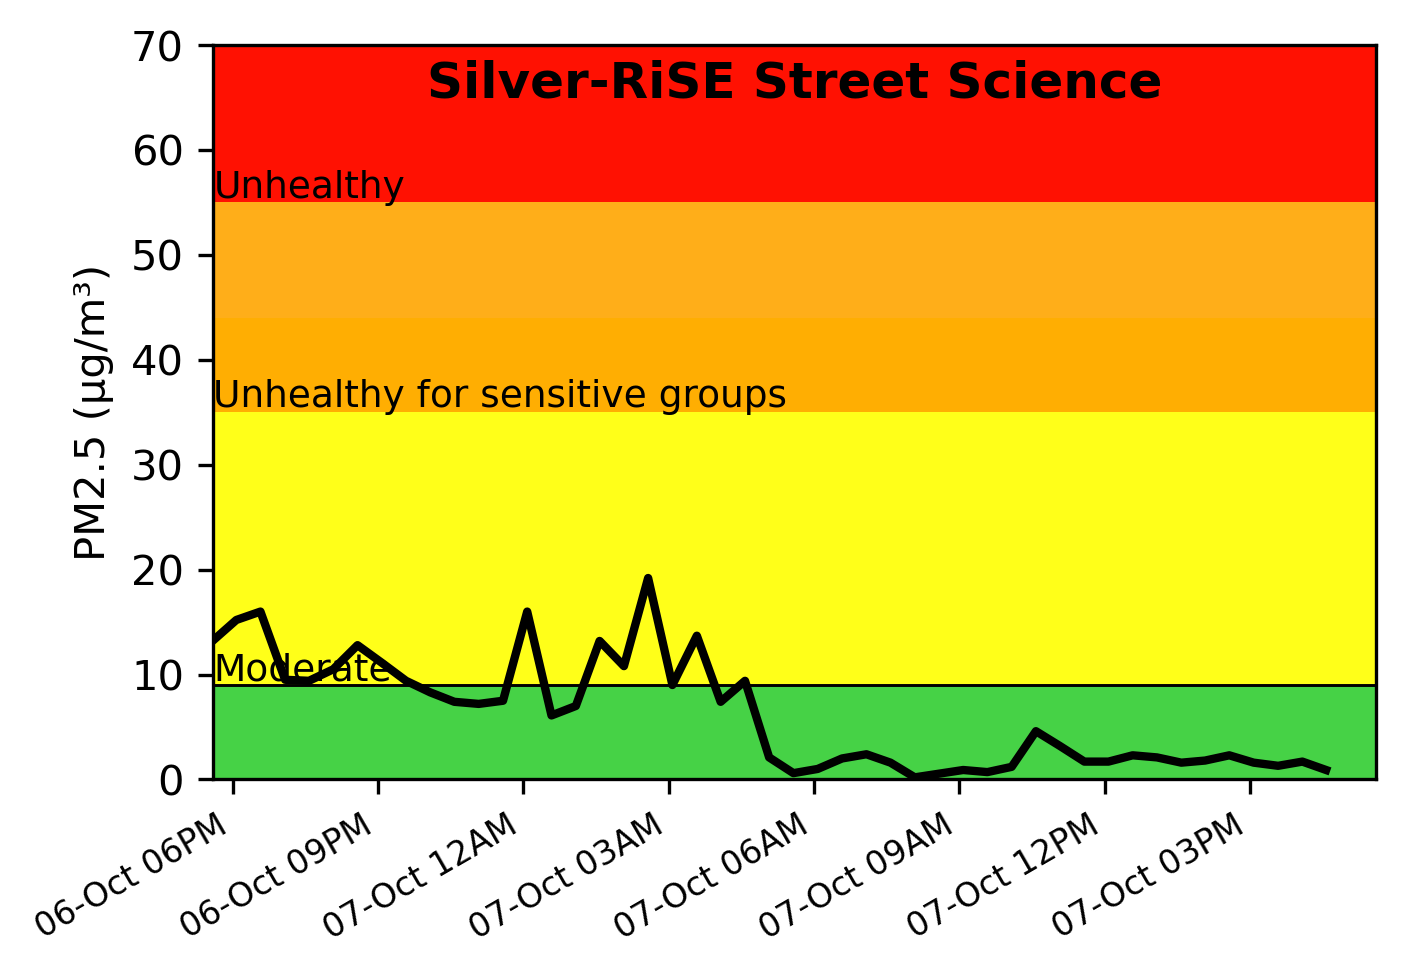 Silver-RiSE Street Science
70
60
Unhealthy
50
40
Unhealthy for sensitive groups
30
20
Moderate
10
0
PM2.5 (µg/m³)
06-Oct 06PM
06-Oct 09PM
07-Oct 12AM
07-Oct 03AM
07-Oct 06AM
07-Oct 09AM
07-Oct 12PM
07-Oct 03PM